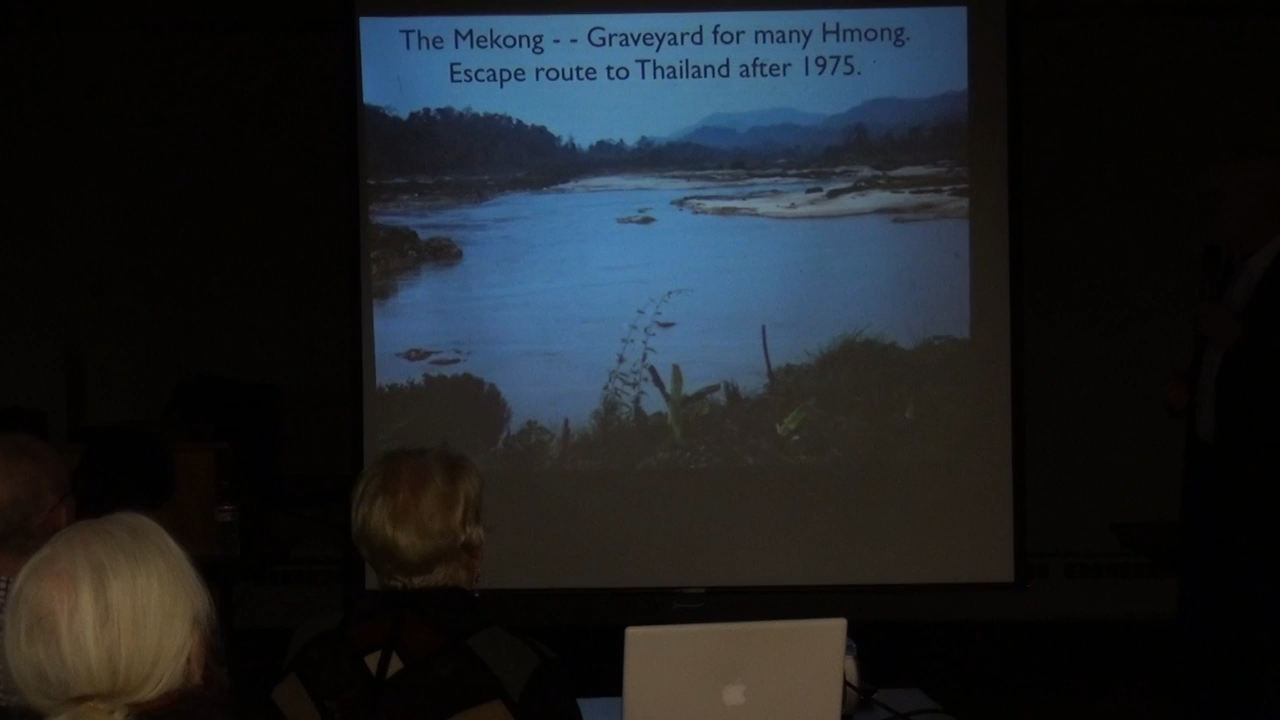 The Mekong - - Graveyard for many Hmong.
Escape route to Thailand after 1975.